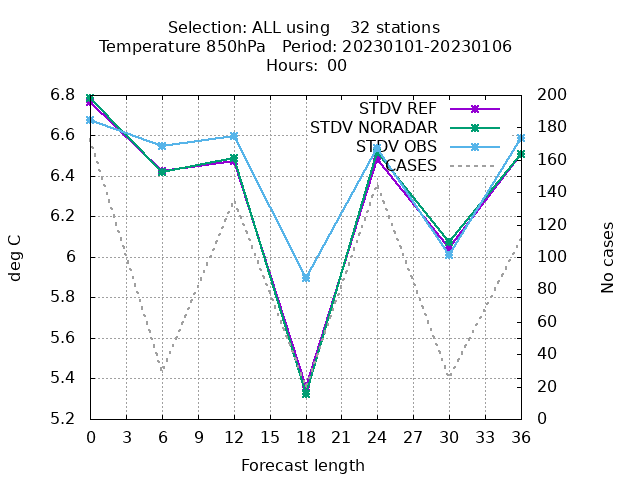 Selection: ALL using    32 stations
Temperature 850hPa   Period: 20230101-20230106
Hours:  00
STDV REF
STDV NORADAR
STDV OBS
CASES
6.8
6.6
6.4
6.2
6
5.8
5.6
5.4
5.2
deg C
200
180
160
140
120
100
80
60
40
20
0
No cases
0 3 6 9 12 15 18 21 24 27 30 33 36
Forecast length